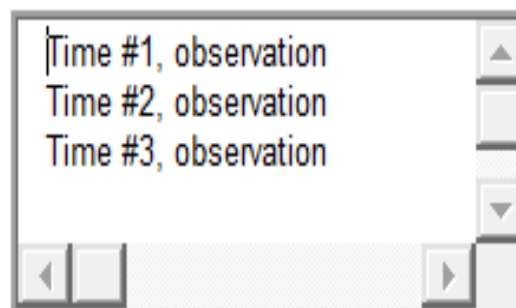 Time #1, observation
Time #2, observation
Time #3, observation